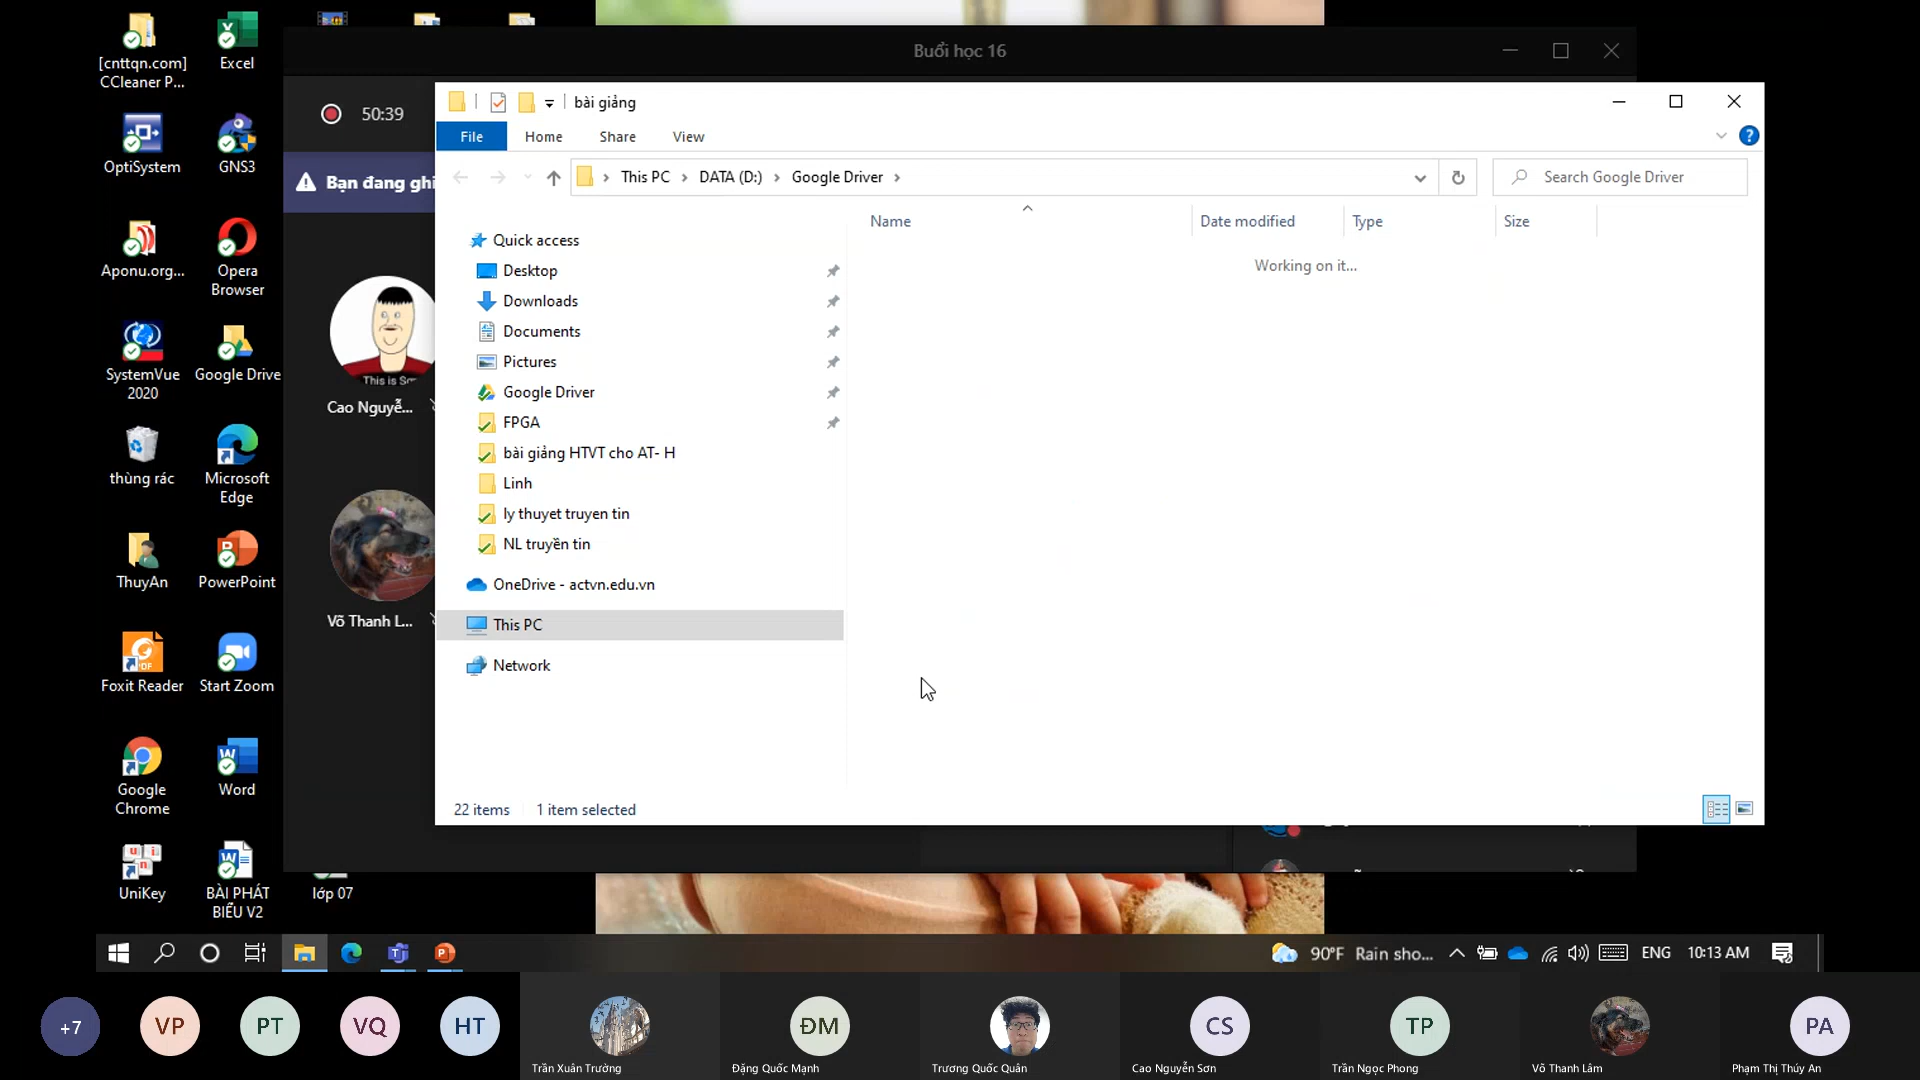 [cnttqn.com]
CCleaner P...
Excel
OptiSystem
GNS3
Aponu.org...
Opera
Browser
SystemVue
2020
Google Drive
thùng rác
Microsoft
Edge
ThuyAn
PowerPoint
Foxit Reader
Start Zoom
Google
Chrome
Word
UniKey
BÀI PHÁT
BIỂU V2
lớp 07
Buổi học 16
50:39
Bạn đang ghi
This is Sơn
Cao Nguyễ...
Võ Thanh L...
bài giảng
File
Home
Share
View
This PC
DATA (D:)
Google Driver
Search Google Driver
Name
Date modified
Type
Size
Working on it...
Quick access
Desktop
Downloads
Documents
Pictures
Google Driver
FPGA
bài giảng HTVT cho AT- H
Linh
ly thuyet truyen tin
NL truyền tin
OneDrive - actvn.edu.vn
This PC
Network
22 items
1 item selected
90°F Rain sho...
ENG
10:13 AM
+7
VP
PT
VQ
HT
Trần Xuân Trường
ĐM
Đặng Quốc Mạnh
Trương Quốc Quân
CS
Cao Nguyễn Sơn
TP
Trần Ngọc Phong
Võ Thanh Lâm
PA
Phạm Thị Thúy An